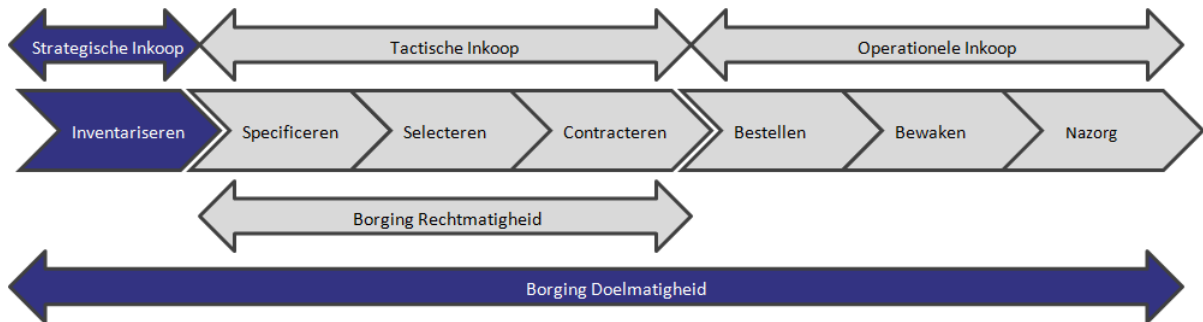 Strategische Inkoop
Tactische Inkoop
Operationele Inkoop
Inventariseren
Specificeren
Selecteren
Contracteren
Bestellen
Bewaken
Nazorg
Borging Rechtmatigheid
Borging Doelmatigheid